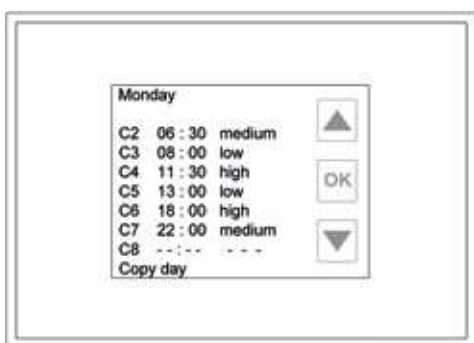 Monday
C2 06 : 30 medium
C3 08 : 00 low
C4 11 : 30 high
C5 13 : 00 low
C6 18 : 00 high
C7 22 : 00 medium
C8 - - : - - - - -
Copy day
OK